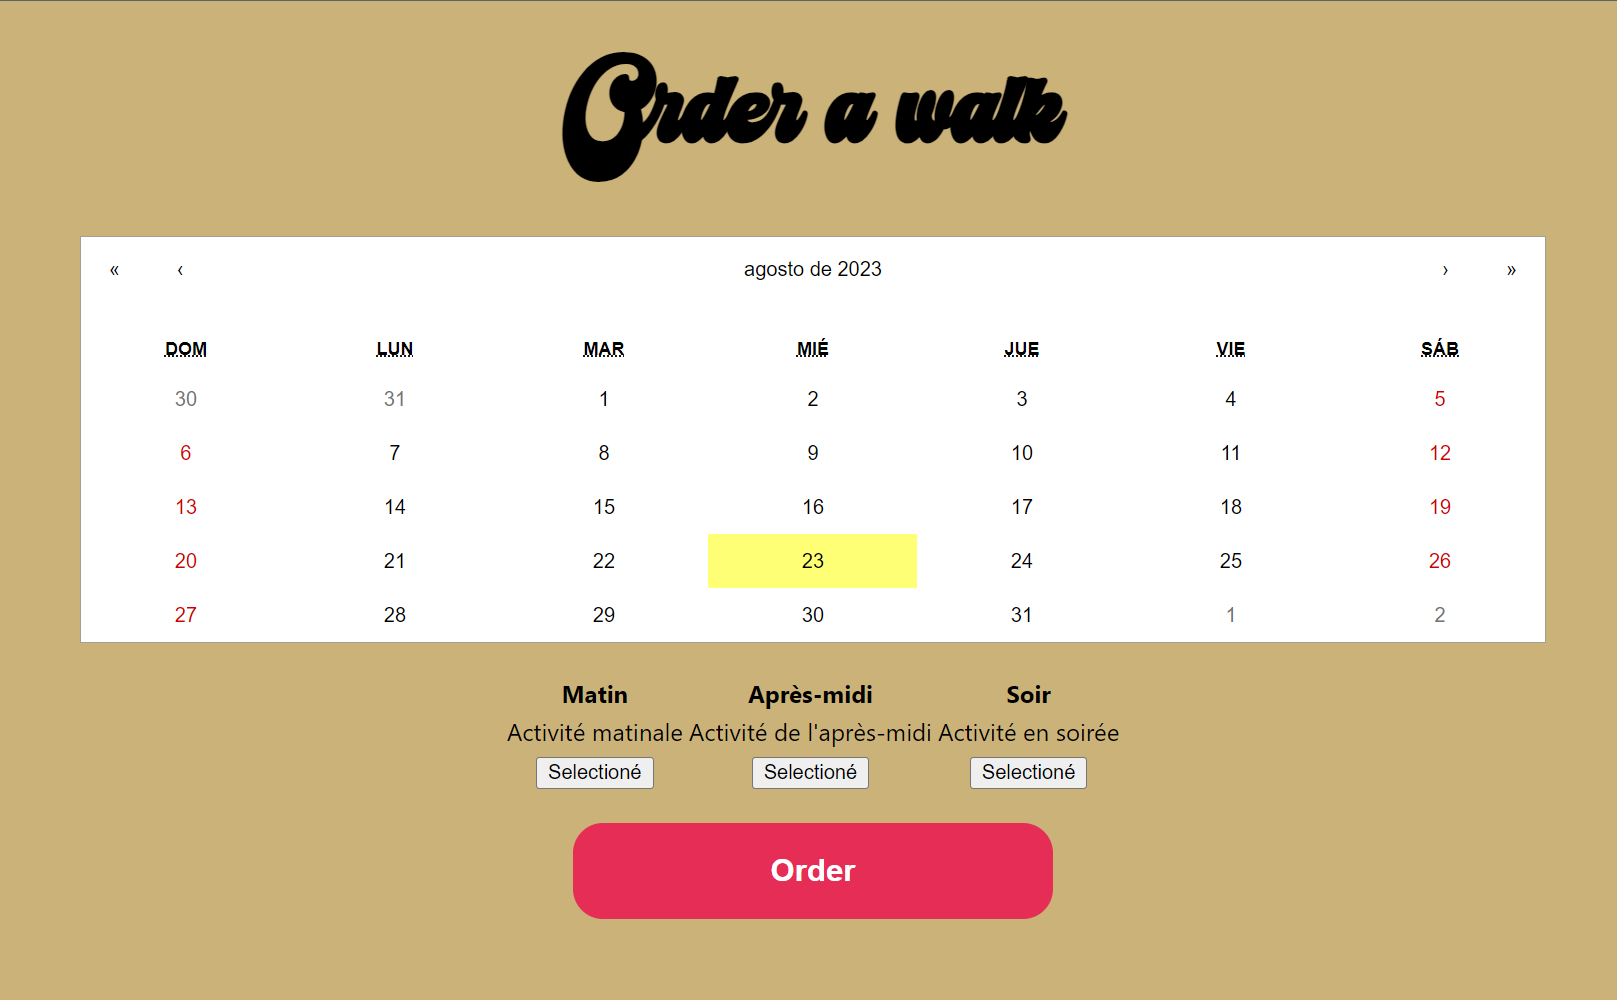 Order a walk
« ‹ agosto de 2023 › »
DOM LUN MAR MIÉ JUE VIE SÁB
30 31 1 2 3 4 5
6 7 8 9 10 11 12
13 14 15 16 17 18 19
20 21 22 23 24 25 26
27 28 29 30 31 1 2
Matin Après-midi Soir
Activité matinale Activité de l'après-midi Activité en soirée
Selectioné Selectioné Selectioné
Order